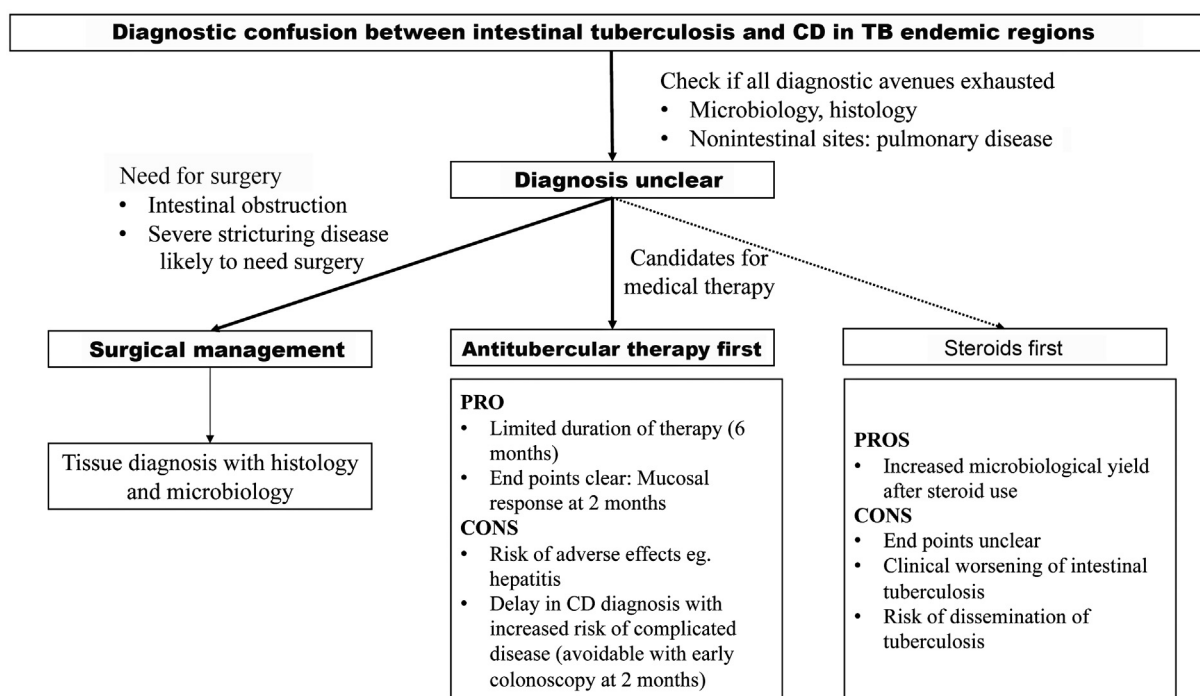 Diagnostic confusion between intestinal tuberculosis and CD in TB endemic regions
Check if all diagnostic avenues exhausted
• Microbiology, histology
• Nonintestinal sites: pulmonary disease
Need for surgery
• Intestinal obstruction
• Severe stricturing disease
likely to need surgery
Diagnosis unclear
Candidates for
medical therapy
Surgical management
Tissue diagnosis with histology
and microbiology
Antitubercular therapy first
PRO
• Limited duration of therapy (6
months)
• End points clear: Mucosal
response at 2 months
CONS
• Risk of adverse effects eg.
hepatitis
• Delay in CD diagnosis with
increased risk of complicated
disease (avoidable with early
colonoscopy at 2 months)
Steroids first
PROS
• Increased microbiological yield
after steroid use
CONS
• End points unclear
• Clinical worsening of intestinal
tuberculosis
• Risk of dissemination of
tuberculosis